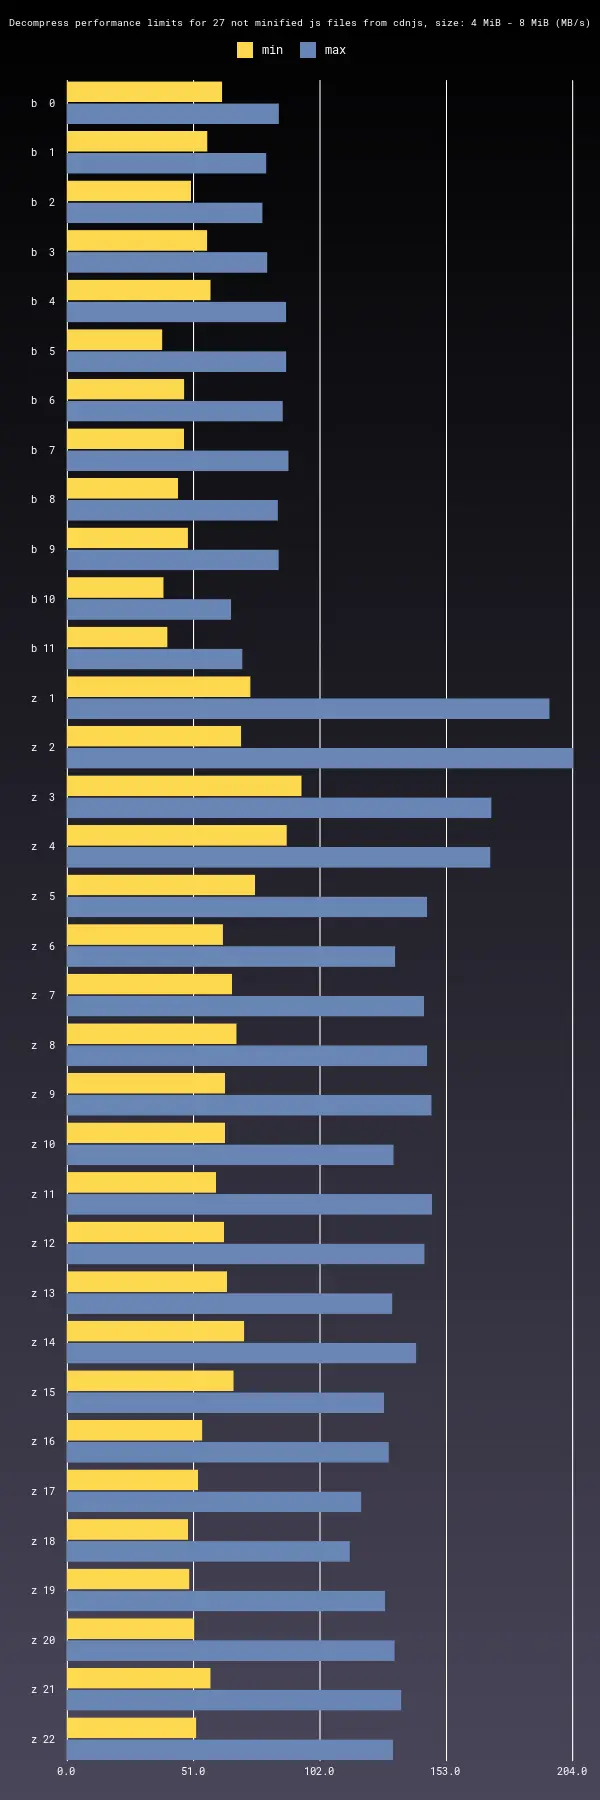 Decompress performance limits for 27 not minified js files from cdnjs, size: 4 MiB - 8 MiB (MB/s)
min max
b 0
b 1
b 2
b 3
b 4
b 5
b 6
b 7
b 8
b 9
b 10
b 11
z 1
z 2
z 3
z 4
z 5
z 6
z 7
z 8
z 9
z 10
z 11
z 12
z 13
z 14
z 15
z 16
z 17
z 18
z 19
z 20
z 21
z 22
0.0 51.0 102.0 153.0 204.0